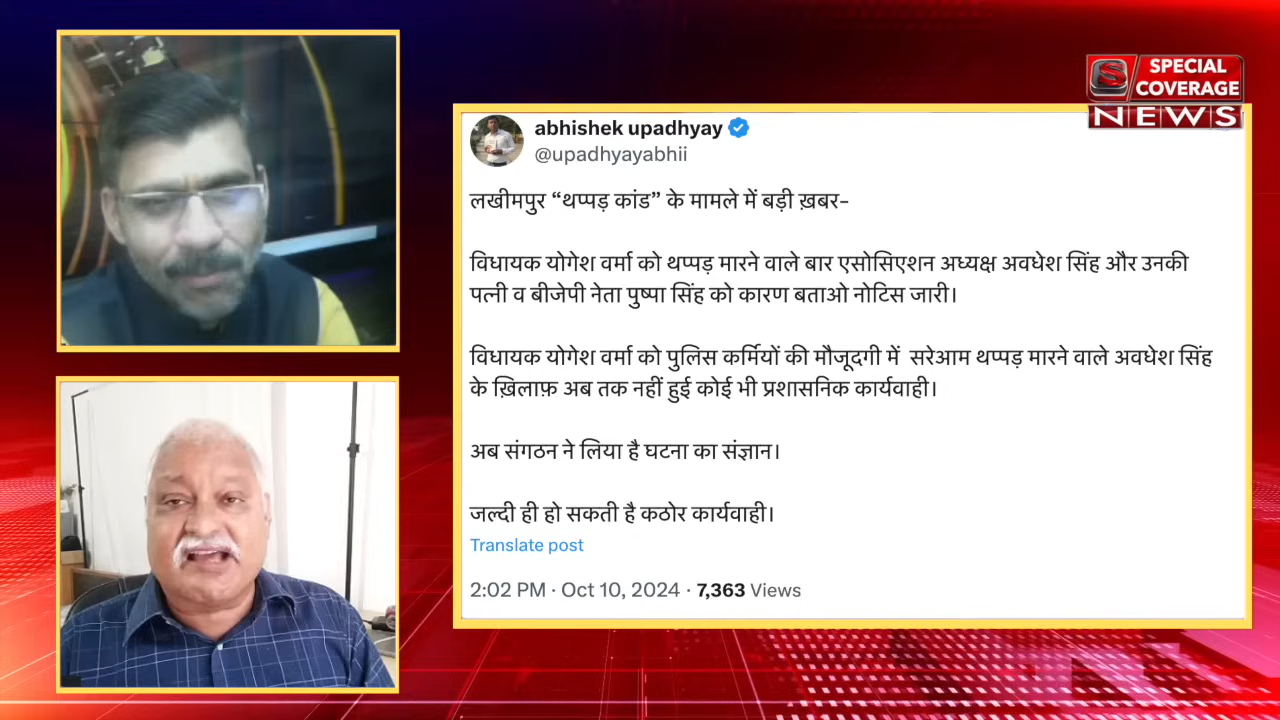 SPECIAL
COVERAGE
NEWS
abhishek upadhyay
@upadhyayabhii
लखीमपुर “थप्पड़ कांड” के मामले में बड़ी ख़बर-
विधायक योगेश वर्मा को थप्पड़ मारने वाले बार एसोसिएशन अध्यक्ष अवधेश सिंह और उनकी
पत्नी व बीजेपी नेता पुष्पा सिंह को कारण बताओ नोटिस जारी।
विधायक योगेश वर्मा को पुलिस कर्मियों की मौजूदगी में सरेआम थप्पड़ मारने वाले अवधेश सिंह
के ख़िलाफ़ अब तक नहीं हुई कोई भी प्रशासनिक कार्यवाही।
अब संगठन ने लिया है घटना का संज्ञान।
जल्दी ही हो सकती है कठोर कार्यवाही।
Translate post
2:02 PM · Oct 10, 2024 · 7,363 Views